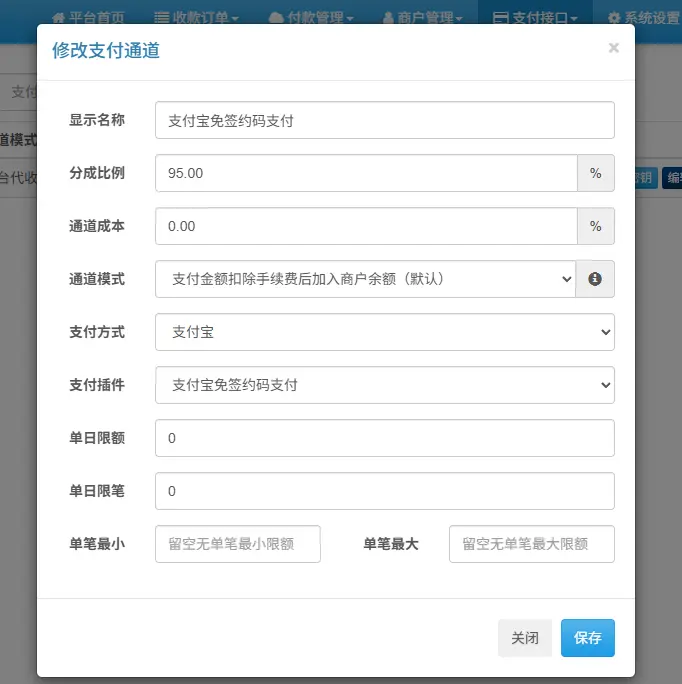 平台首页 收款订单 付款管理 商户管理 支付接口 系统设置
修改支付通道 ×
支付
道模式
台代收
密钥 编辑
显示名称 支付宝免签约码支付
分成比例 95.00 %
通道成本 0.00 %
通道模式 支付金额扣除手续费后加入商户余额（默认）
支付方式 支付宝
支付插件 支付宝免签约码支付
单日限额 0
单日限笔 0
单笔最小 留空无单笔最小限额 单笔最大 留空无单笔最大限额
关闭 保存